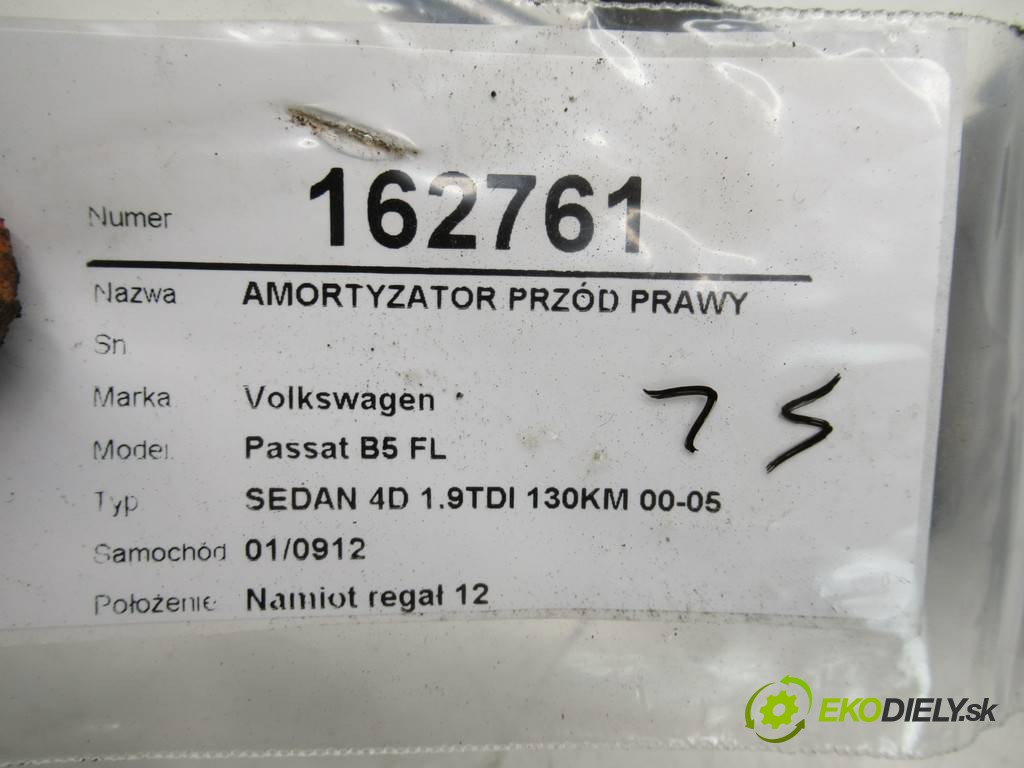 Numer 162761
Nazwa AMORTYZATOR PRZÓD PRAWY
Sn
Marka Volkswagen
Model Passat B5 FL
Typ SEDAN 4D 1.9TDI 130KM 00-05
Samochód 01/0912
Położenie Namiot regał 12
EKODIELY.sk